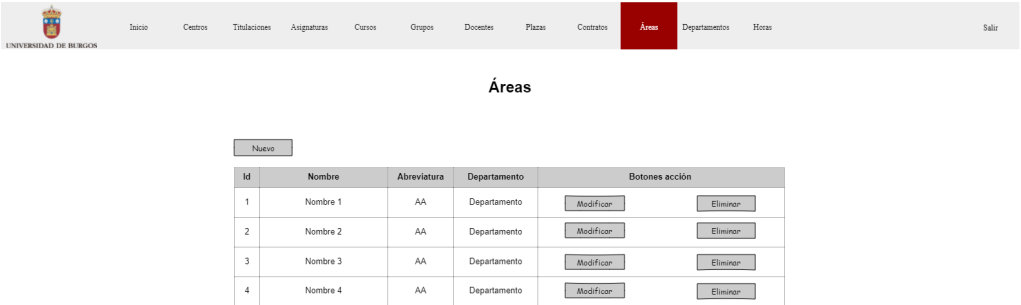 UNIVERSIDAD DE BURGOS
Inicio Centros Titulaciones Asignaturas Cursos Grupos Docentes Plazas Contratos Áreas Departamentos Horas Salir
Áreas
Nuevo
Id Nombre Abreviatura Departamento Botones acción
1 Nombre 1 AA Departamento Modificar Eliminar
2 Nombre 2 AA Departamento Modificar Eliminar
3 Nombre 3 AA Departamento Modificar Eliminar
4 Nombre 4 AA Departamento Modificar Eliminar